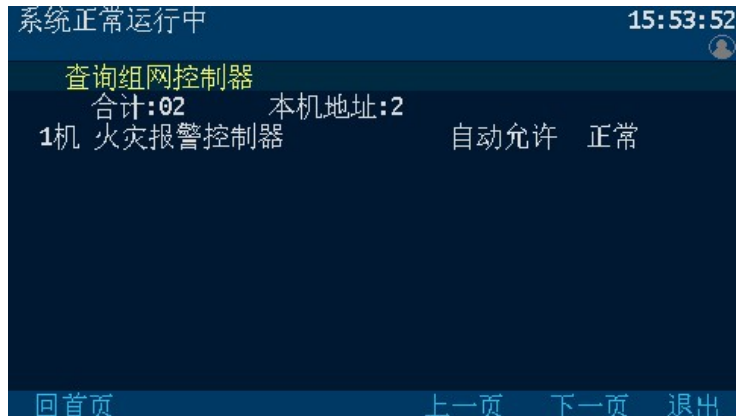 系统正常运行中 15:53:52
查询组网控制器
合计:02 本机地址:2
1机 火灾报警控制器 自动允许 正常
回首页 上一页 下一页 退出